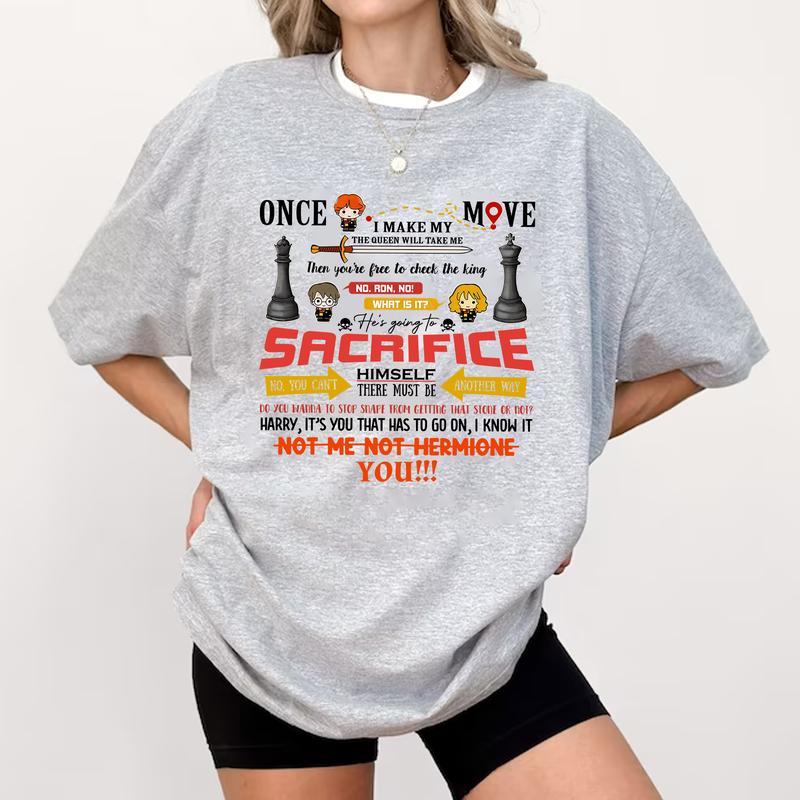 ONCE I MAKE MY MOVE
THE QUEEN WILL TAKE ME
Then you're free to check the king
NO, RON, NO!
WHAT IS IT?
He's going to
SACRIFICE
HIMSELF
NO, YOU CAN'T THERE MUST BE ANOTHER WAY
DO YOU WANNA TO STOP SNAPE FROM GETTING THAT STONE OR NOT?
HARRY, IT'S YOU THAT HAS TO GO ON, I KNOW IT
NOT ME NOT HERMIONE
YOU!!!